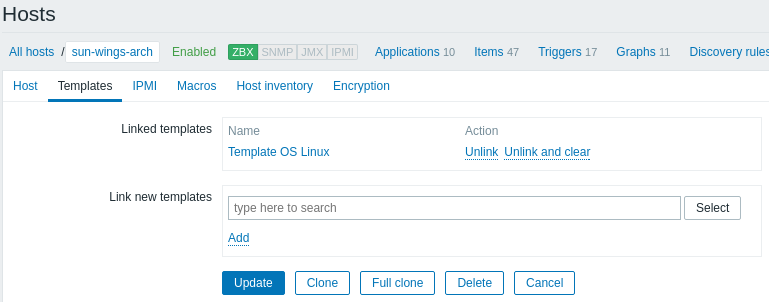 Hosts
All hosts / sun-wings-arch Enabled ZBX SNMP JMX IPMI Applications 10 Items 47 Triggers 17 Graphs 11 Discovery rules
Host Templates IPMI Macros Host inventory Encryption
Linked templates Name Action
Template OS Linux Unlink Unlink and clear
Link new templates
type here to search Select
Add
Update Clone Full clone Delete Cancel